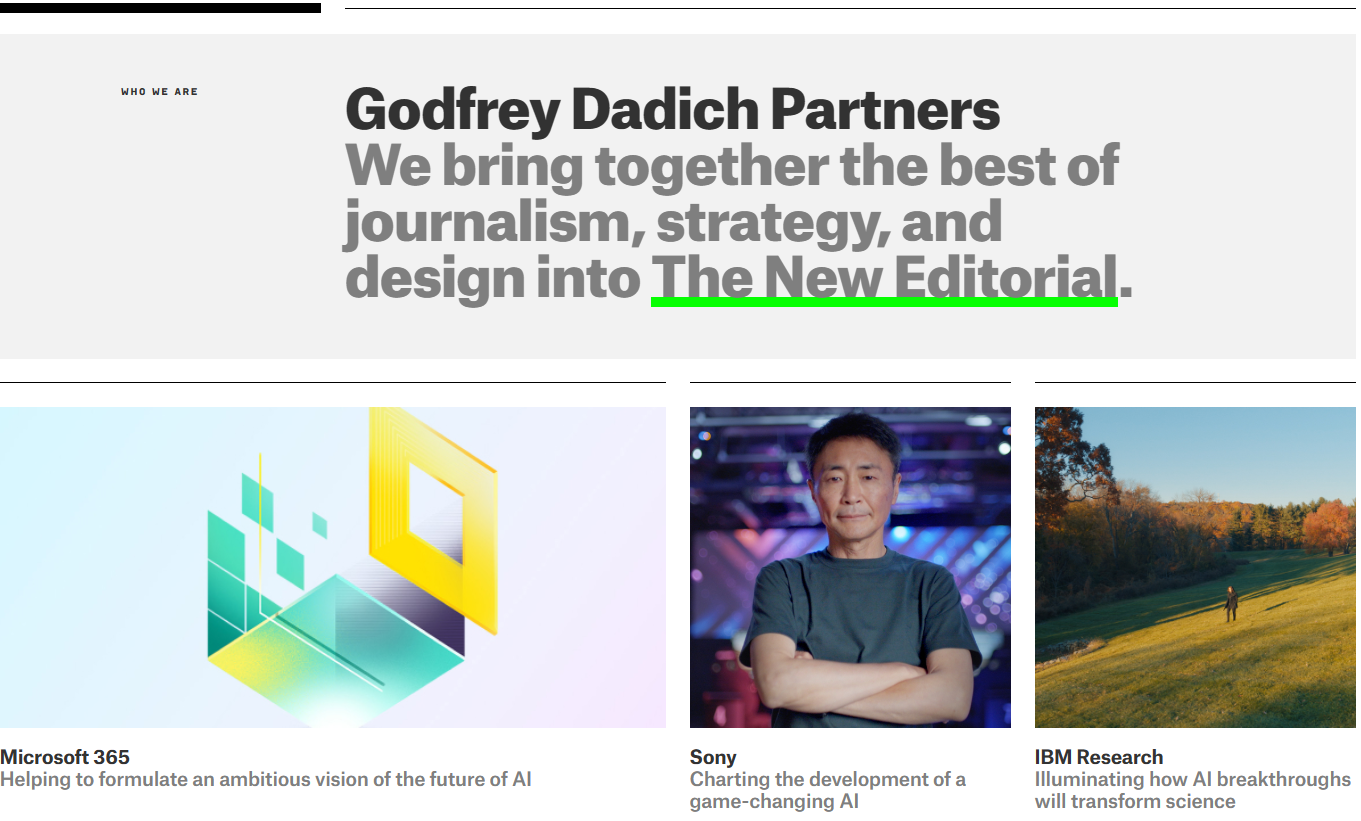 WHO WE ARE
Godfrey Dadich Partners
We bring together the best of
journalism, strategy, and
design into The New Editorial.
Microsoft 365
Helping to formulate an ambitious vision of the future of AI
Sony
Charting the development of a
game-changing AI
IBM Research
Illuminating how AI breakthroughs
will transform science